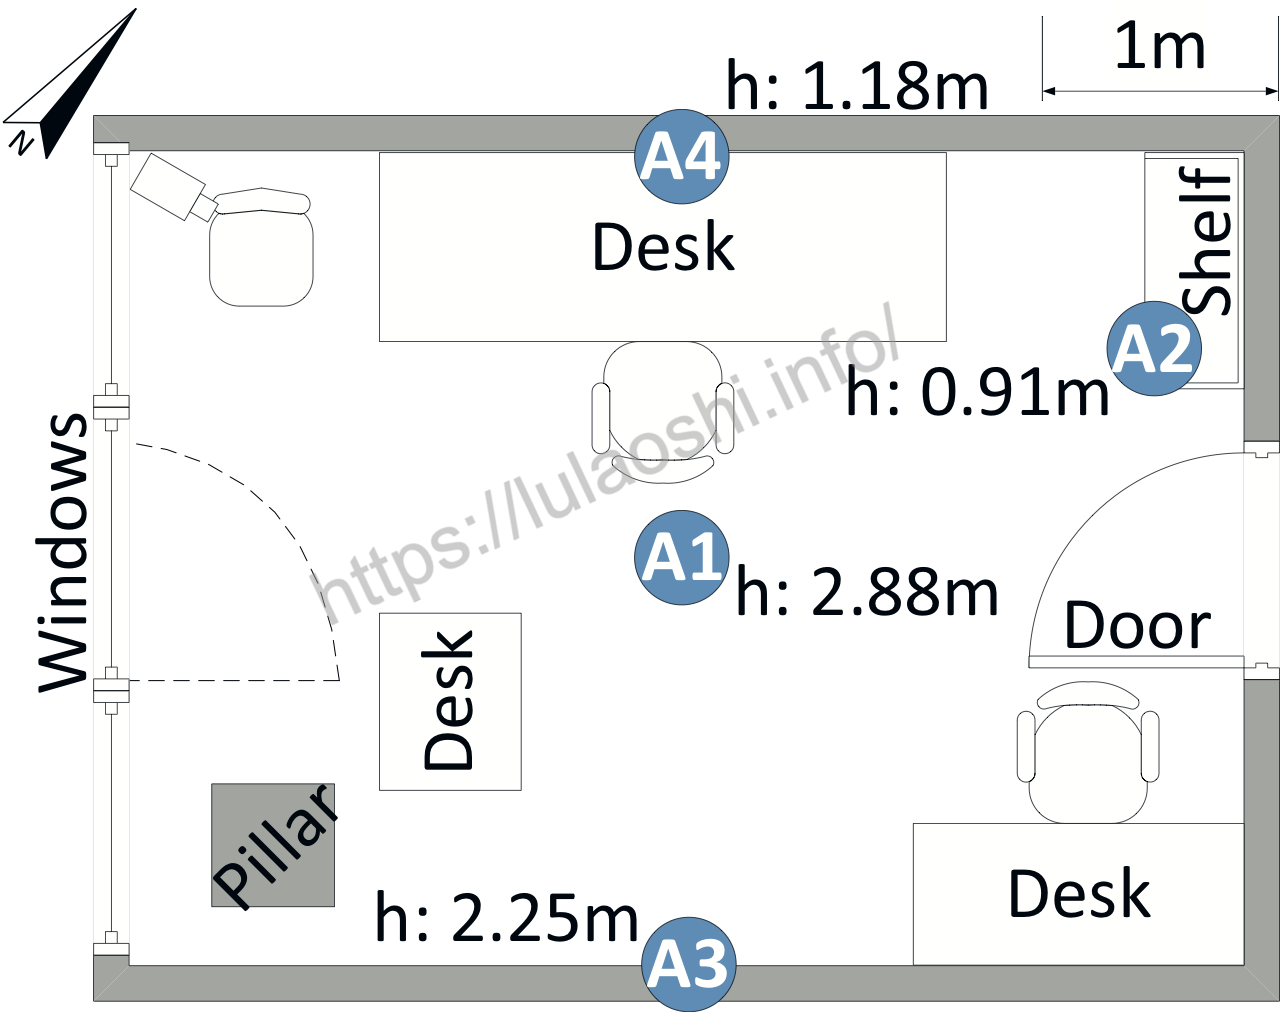 1m
h: 1.18m
N
A4
Shelf
Desk
A2
h: 0.91m
https://lulaoshi.info/
Windows
A1
h: 2.88m
Door
Desk
Pillar
Desk
h: 2.25m
A3